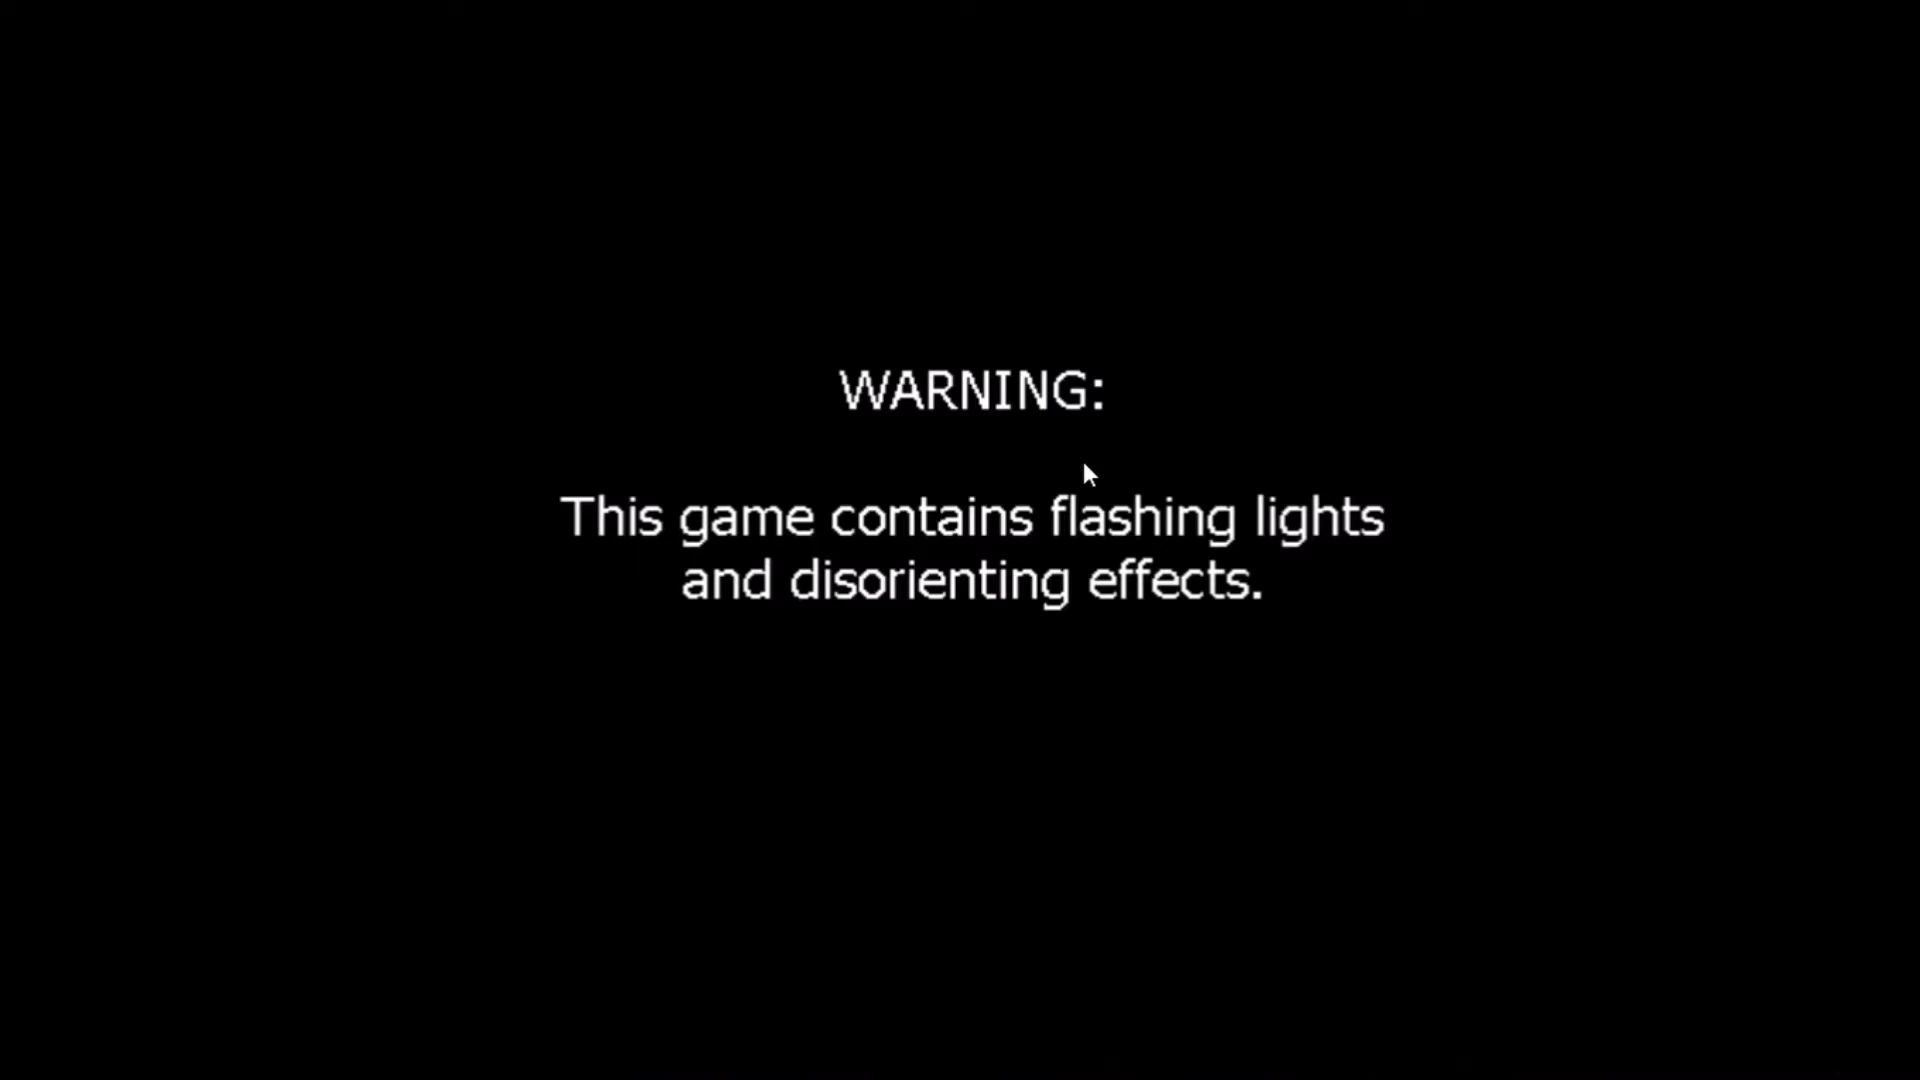 WARNING:
This game contains flashing lights
and disorienting effects.